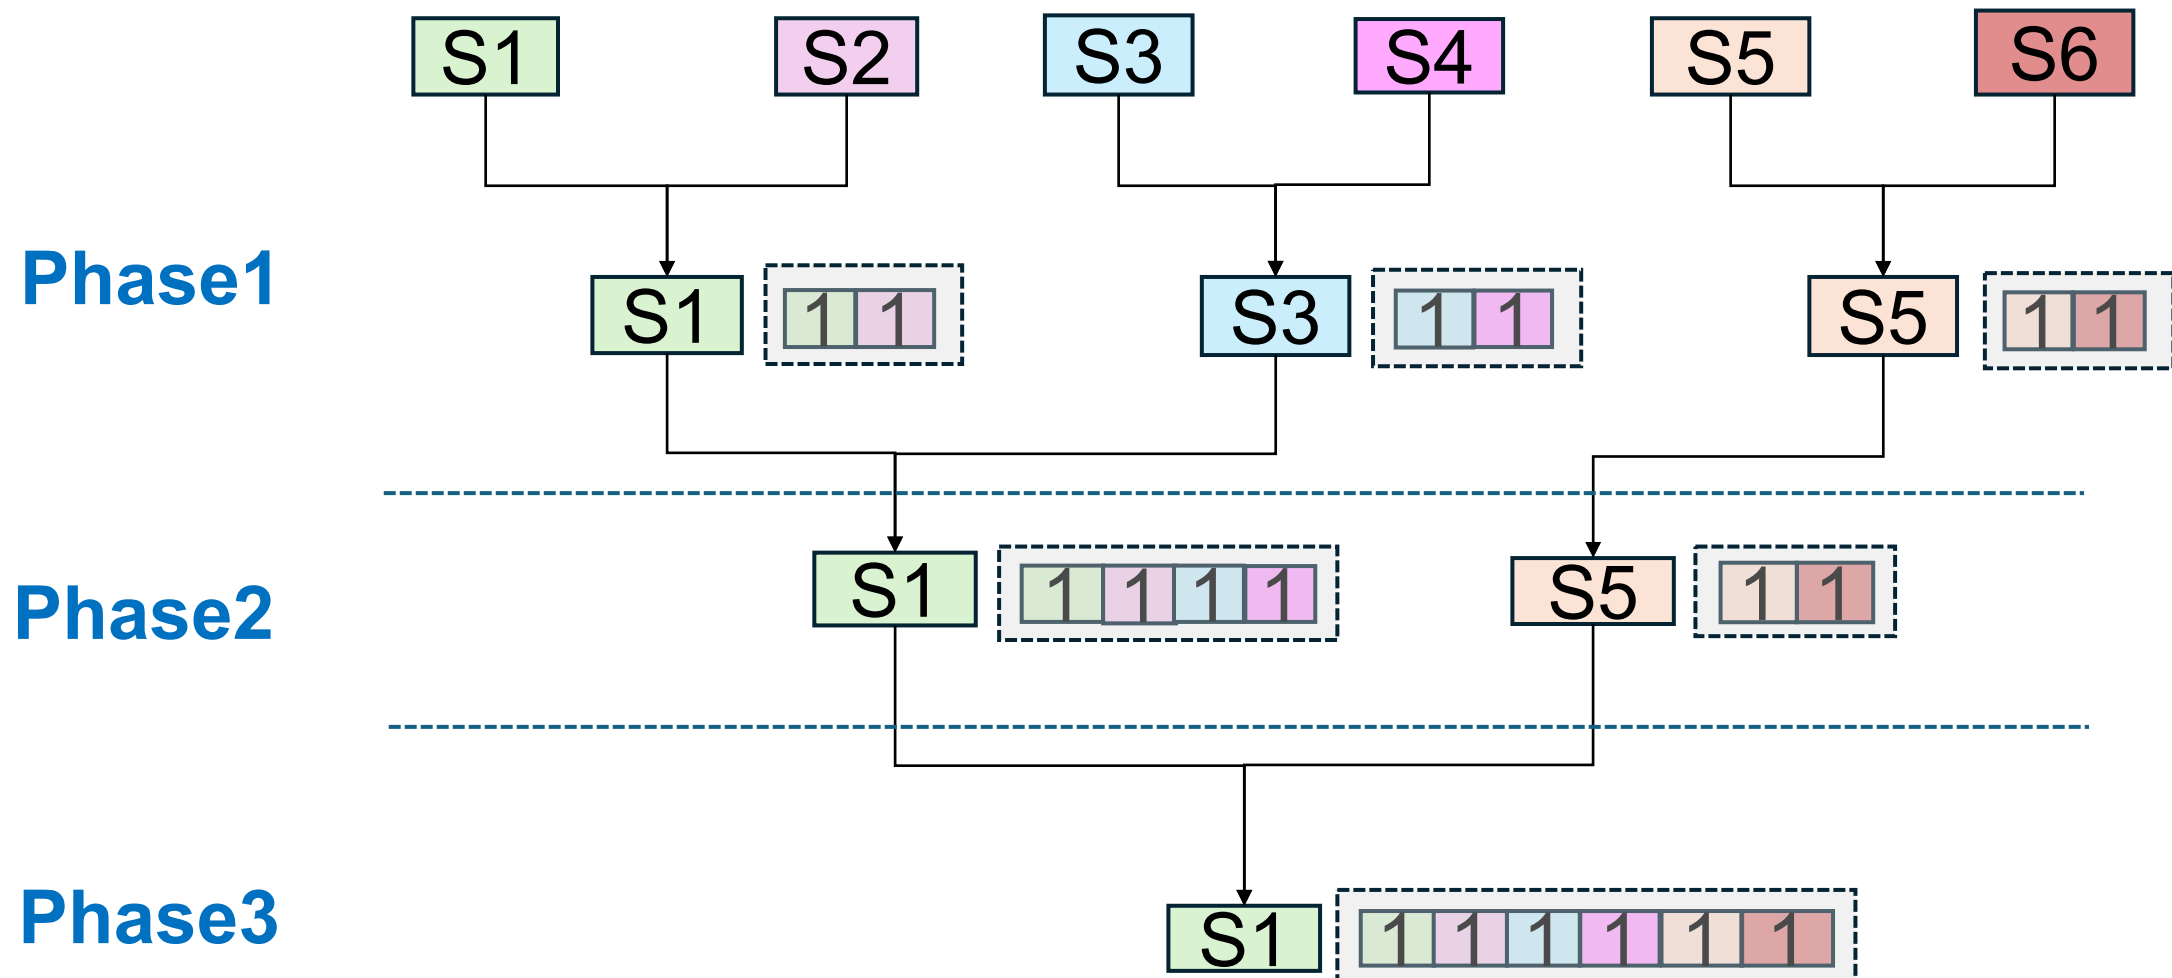 S1 S2 S3 S4 S5 S6
Phase1 S1 1 1 S3 1 1 S5 1 1
Phase2 S1 1 1 1 1 S5 1 1
Phase3 S1 1 1 1 1 1 1